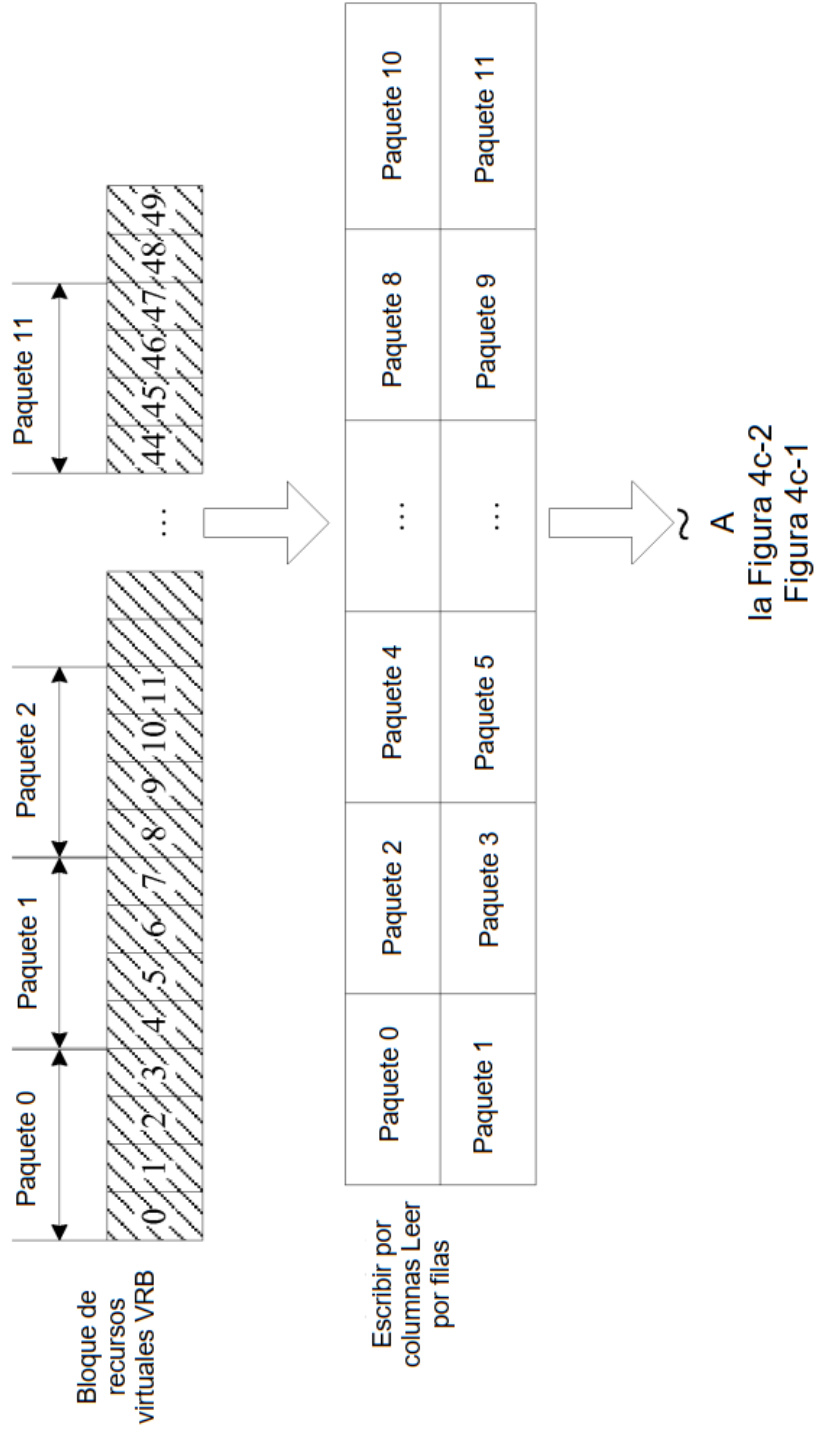 Paquete 0
Paquete 1
Paquete 2
Paquete 11
Bloque de
recursos
virtuales VRB
0 1 2 3 4 5 6 7 8 9 10 11 ... 44 45 46 47 48 49
Escribir por
columnas Leer
por filas
Paquete 0 Paquete 2 Paquete 4 ... Paquete 8 Paquete 10
Paquete 1 Paquete 3 Paquete 5 ... Paquete 9 Paquete 11
~
A
la Figura 4c-2
Figura 4c-1